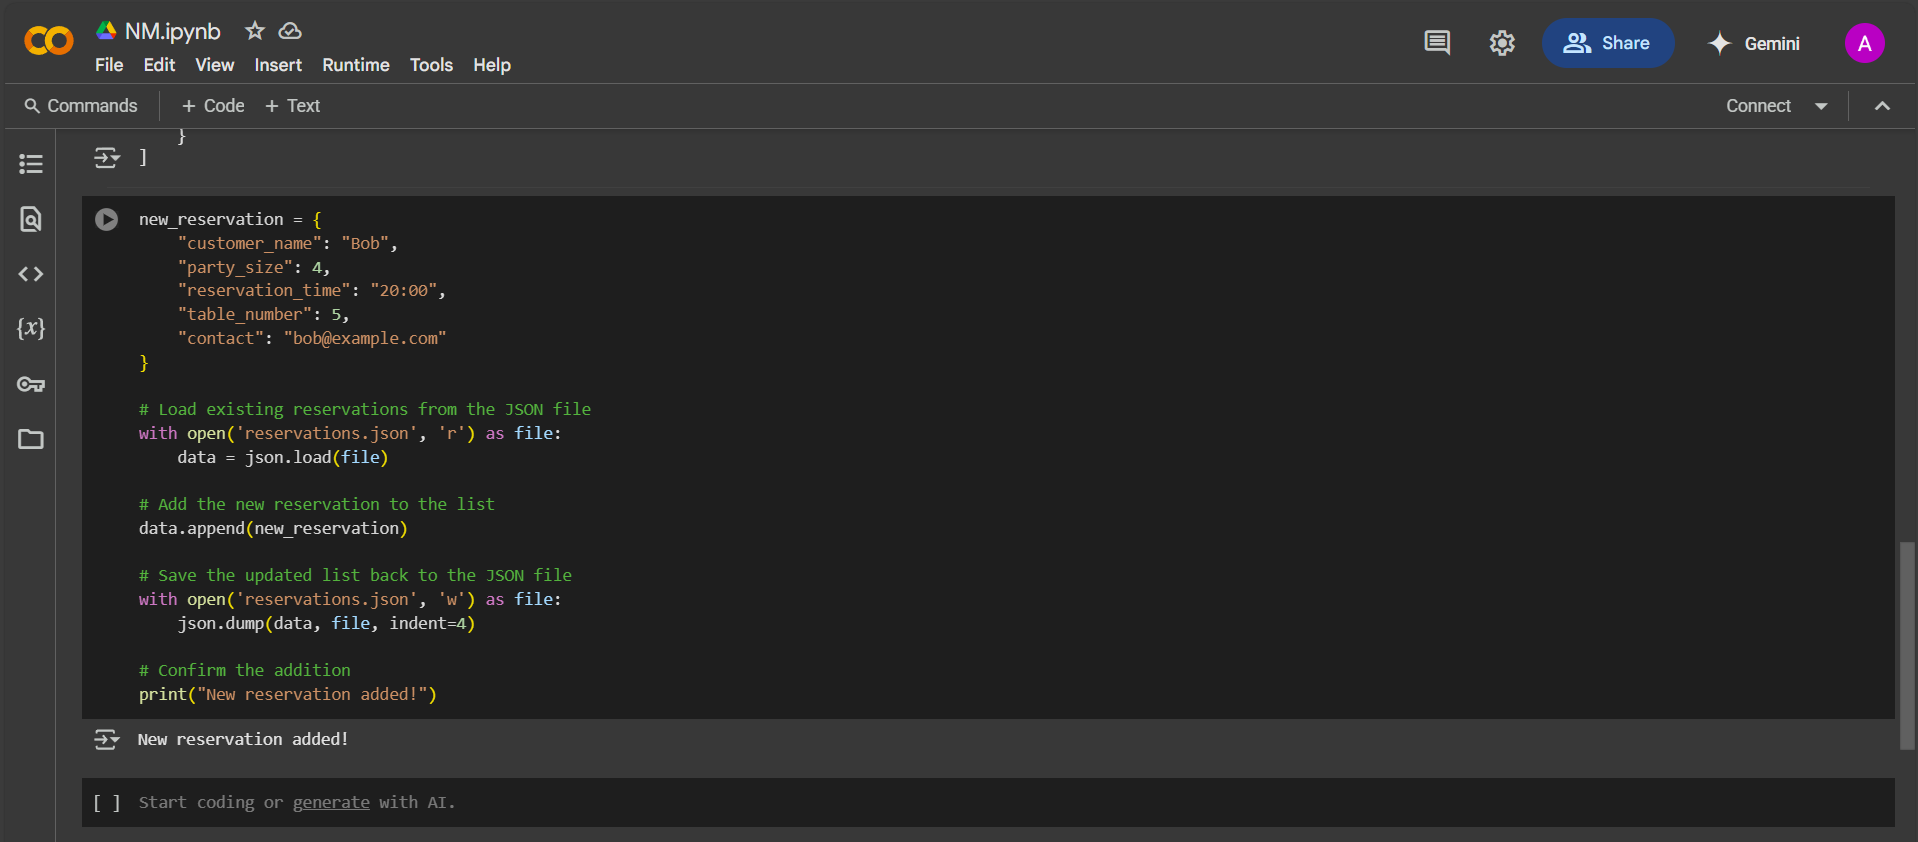 NM.ipynb
File Edit View Insert Runtime Tools Help
Share
Gemini
A
Commands + Code + Text
Connect
}
]
new_reservation = {
    "customer_name": "Bob",
    "party_size": 4,
    "reservation_time": "20:00",
    "table_number": 5,
    "contact": "bob@example.com"
}
# Load existing reservations from the JSON file
with open('reservations.json', 'r') as file:
    data = json.load(file)
# Add the new reservation to the list
data.append(new_reservation)
# Save the updated list back to the JSON file
with open('reservations.json', 'w') as file:
    json.dump(data, file, indent=4)
# Confirm the addition
print("New reservation added!")
New reservation added!
[ ] Start coding or generate with AI.